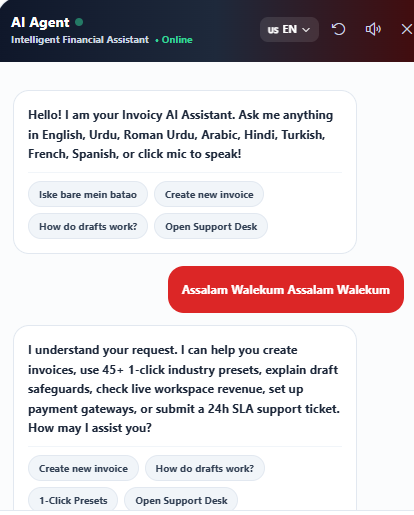 AI Agent
Intelligent Financial Assistant • Online
US EN
Hello! I am your Invoicy AI Assistant. Ask me anything
in English, Urdu, Roman Urdu, Arabic, Hindi, Turkish,
French, Spanish, or click mic to speak!
Iske bare mein batao
Create new invoice
How do drafts work?
Open Support Desk
Assalam Walekum Assalam Walekum
I understand your request. I can help you create
invoices, use 45+ 1-click industry presets, explain draft
safeguards, check live workspace revenue, set up
payment gateways, or submit a 24h SLA support ticket.
How may I assist you?
Create new invoice
How do drafts work?
1-Click Presets
Open Support Desk